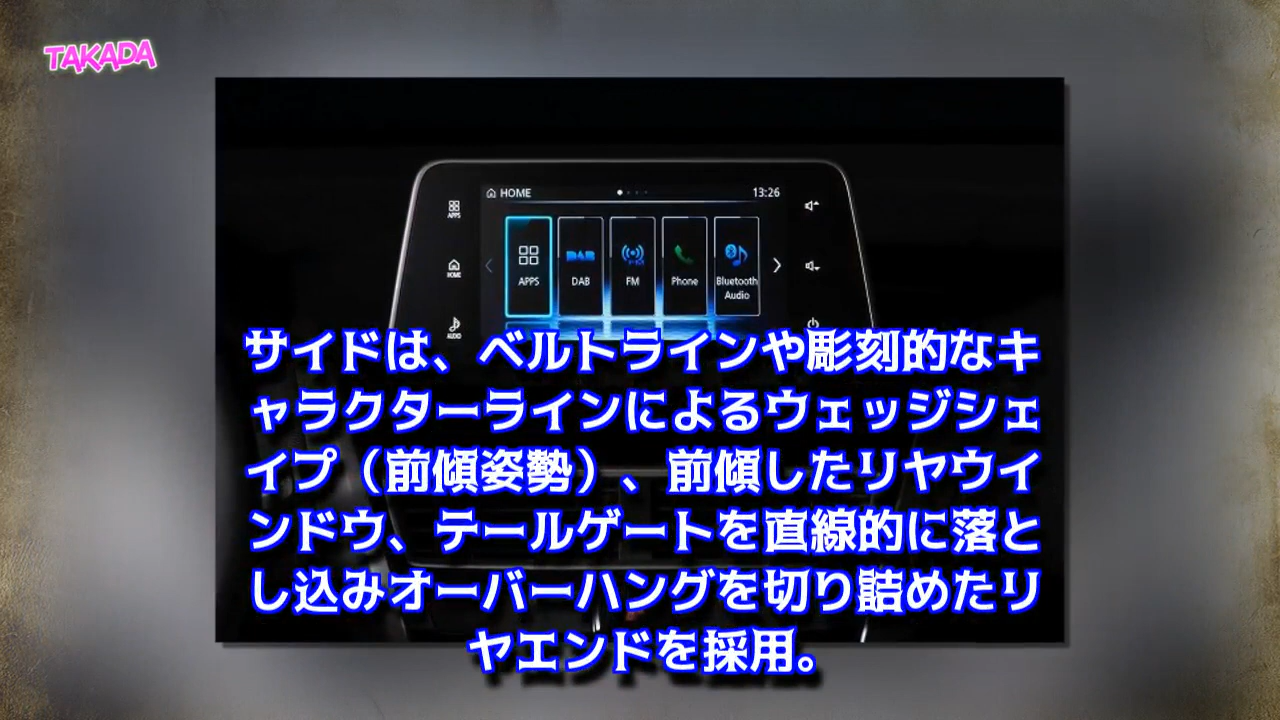 TAKADA
HOME
13:26
APPS
HOME
AUDIO
APPS
DAB
DAB
FM
Phone
Bluetooth
Audio
サイドは、ベルトラインや彫刻的なキ
ャラクターラインによるウェッジシェ
イプ（前傾姿勢）、前傾したリヤウイ
ンドウ、テールゲートを直線的に落と
し込みオーバーハングを切り詰めたリ
ヤエンドを採用。